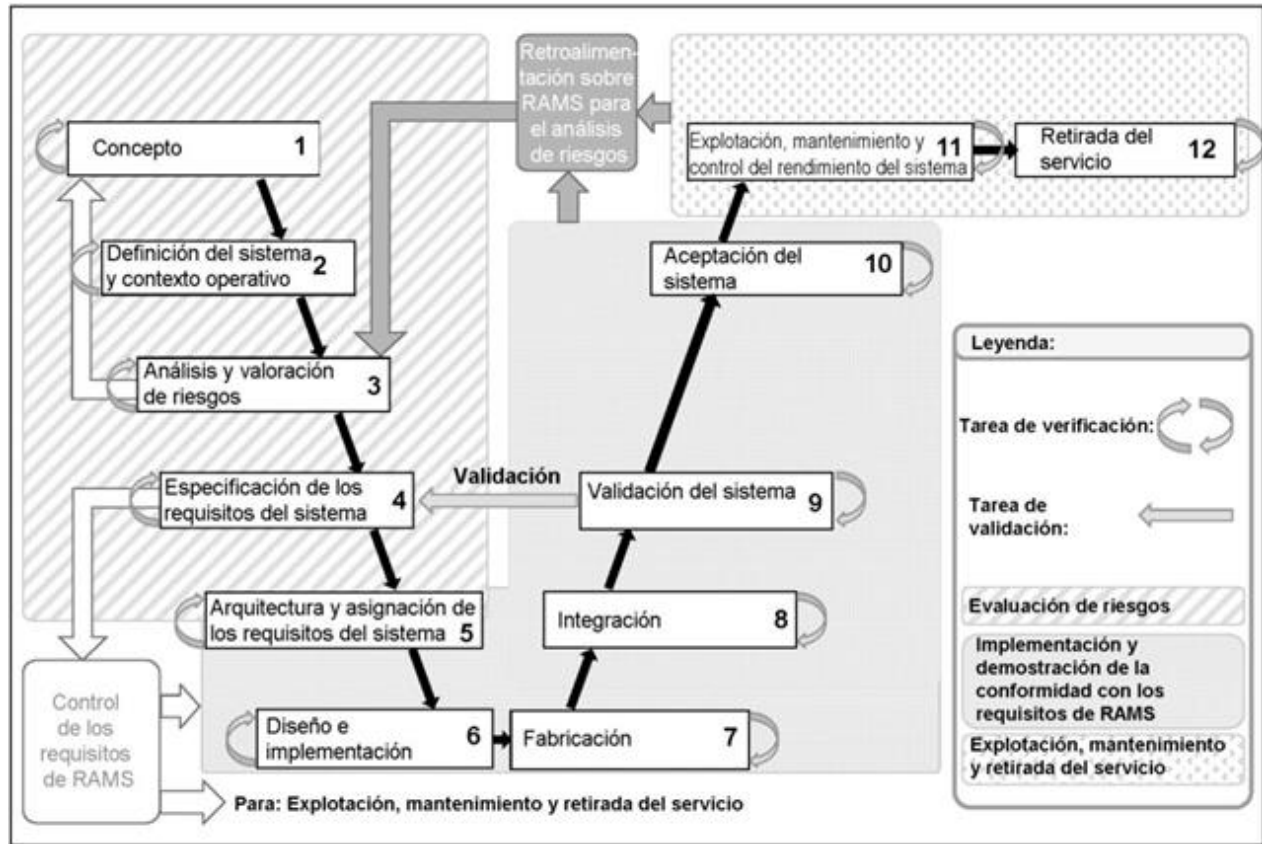 Concepto
1
Definición del sistema
y contexto operativo
2
Análisis y valoración
de riesgos
3
Especificación de los
requisitos del sistema
4
Arquitectura y asignación de
los requisitos del sistema
5
Diseño e
implementación
6
Fabricación
7
Integración
8
Validación del sistema
9
Validación
Aceptación del
sistema
10
Explotación, mantenimiento y
control del rendimiento del sistema
11
Retirada del
servicio
12
Retroalimen-
tación sobre
RAMS para
el análisis
de riesgos
Control
de los
requisitos
de RAMS
Para: Explotación, mantenimiento y retirada del servicio
Leyenda:
Tarea de verificación:
Tarea de
validación:
Evaluación de riesgos
Implementación y
demostración de la
conformidad con los
requisitos de RAMS
Explotación, mantenimiento
y retirada del servicio